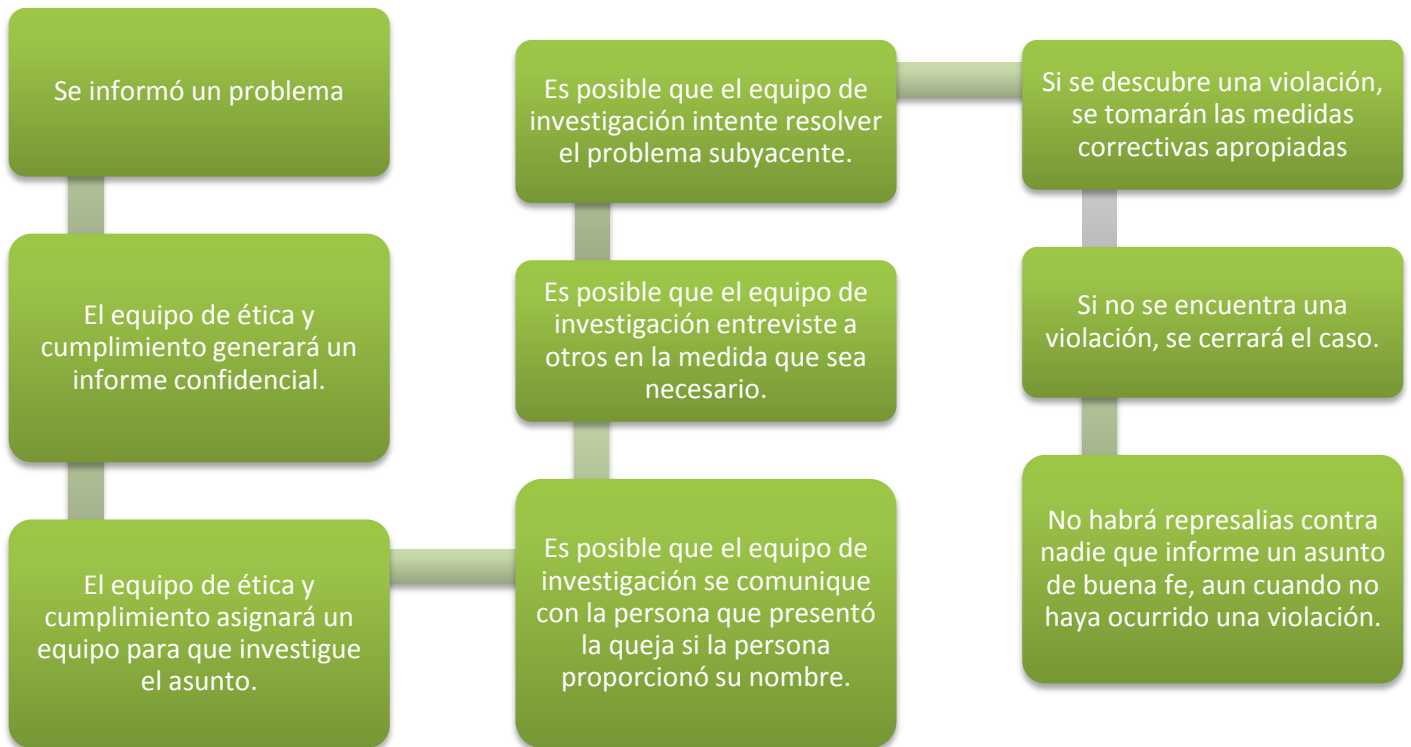 Se informó un problema
El equipo de ética y
cumplimiento generará un
informe confidencial.
El equipo de ética y
cumplimiento asignará un
equipo para que investigue
el asunto.
Es posible que el equipo de
investigación se comunique
con la persona que presentó
la queja si la persona
proporcionó su nombre.
Es posible que el equipo de
investigación entreviste a
otros en la medida que sea
necesario.
Es posible que el equipo de
investigación intente resolver
el problema subyacente.
Si se descubre una violación,
se tomarán las medidas
correctivas apropiadas
Si no se encuentra una
violación, se cerrará el caso.
No habrá represalias contra
nadie que informe un asunto
de buena fe, aun cuando no
haya ocurrido una violación.